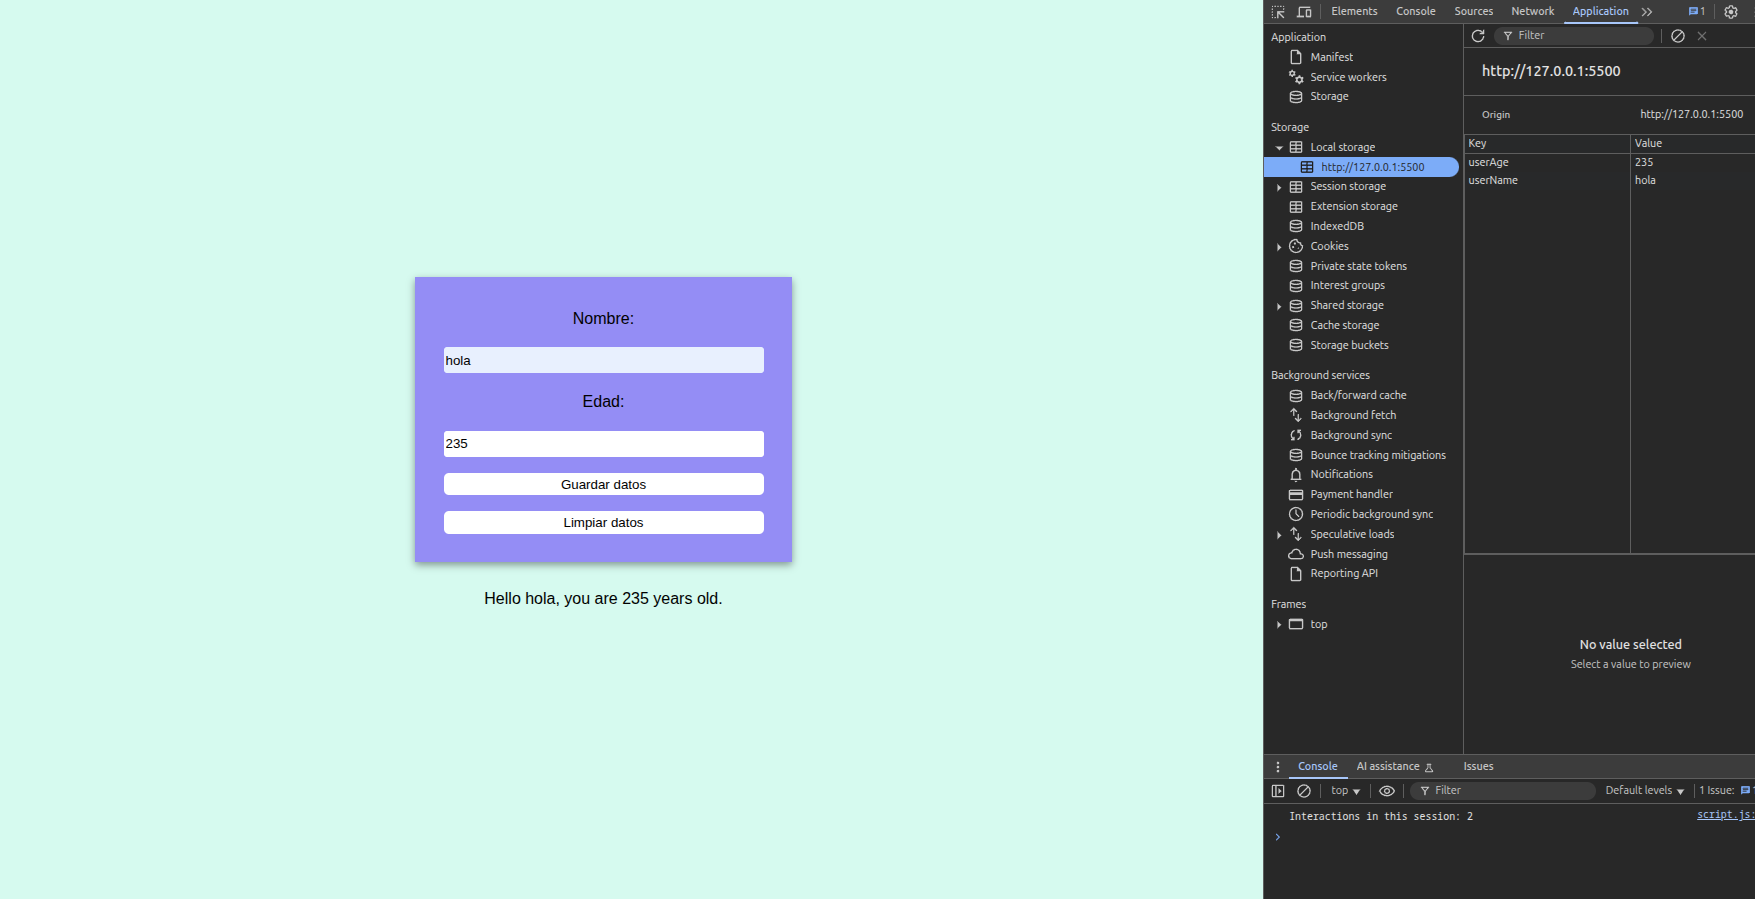 Nombre:
hola
Edad:
235
Guardar datos
Limpiar datos
Hello hola, you are 235 years old.
Elements Console Sources Network Application 1
Application
Manifest
Service workers
Storage
Storage
Local storage
http://127.0.0.1:5500
Session storage
Extension storage
IndexedDB
Cookies
Private state tokens
Interest groups
Shared storage
Cache storage
Storage buckets
Background services
Back/forward cache
Background fetch
Background sync
Bounce tracking mitigations
Notifications
Payment handler
Periodic background sync
Speculative loads
Push messaging
Reporting API
Frames
top
Filter
http://127.0.0.1:5500
Origin http://127.0.0.1:5500
Key Value
userAge 235
userName hola
No value selected
Select a value to preview
Console AI assistance Issues
top Filter Default levels 1 Issue: 1
Interactions in this session: 2 script.js: